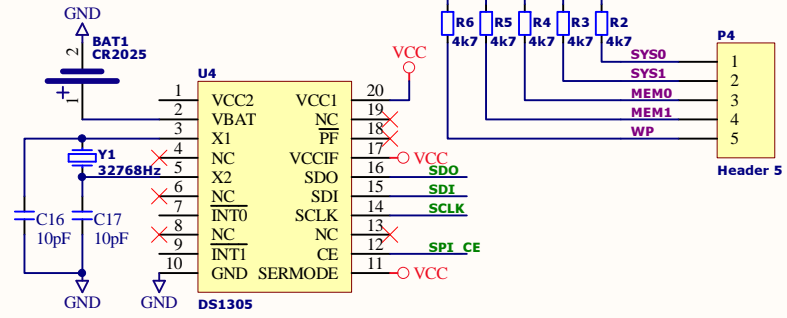 GND
2
BAT1
CR2025
1
R6
4k7
R5
4k7
R4
4k7
R3
4k7
R2
4k7
P4
SYS0
1
SYS1
2
MEM0
3
MEM1
4
WP
5
Header 5
VCC
U4
1
VCC2
VCC1
20
2
VBAT
NC
19
3
X1
PF
18
Y1
32768Hz
4
NC
VCCIF
17
VCC
5
X2
SDO
16
SDO
6
NC
SDI
15
SDI
7
INT0
SCLK
14
SCLK
C16
10pF
C17
10pF
8
NC
NC
13
9
INT1
CE
12
SPI_CE
10
GND
SERMODE
11
VCC
GND
GND
DS1305